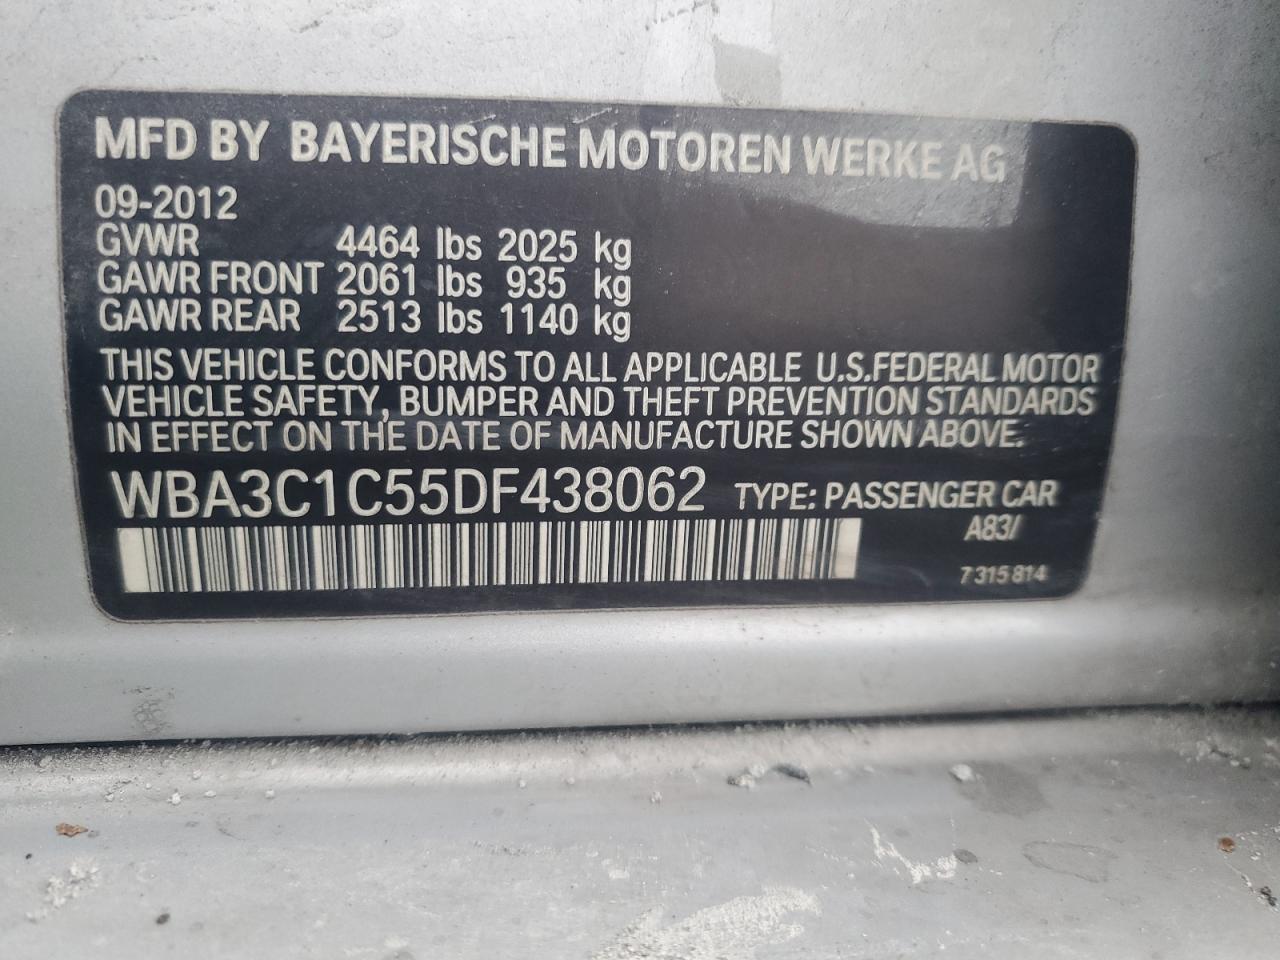 MFD BY BAYERISCHE MOTOREN WERKE AG
09-2012
GVWR 4464 lbs 2025 kg
GAWR FRONT 2061 lbs 935 kg
GAWR REAR 2513 lbs 1140 kg
THIS VEHICLE CONFORMS TO ALL APPLICABLE U.S.FEDERAL MOTOR
VEHICLE SAFETY, BUMPER AND THEFT PREVENTION STANDARDS
IN EFFECT ON THE DATE OF MANUFACTURE SHOWN ABOVE.
WBA3C1C55DF438062 TYPE: PASSENGER CAR
A83/
7 315 814